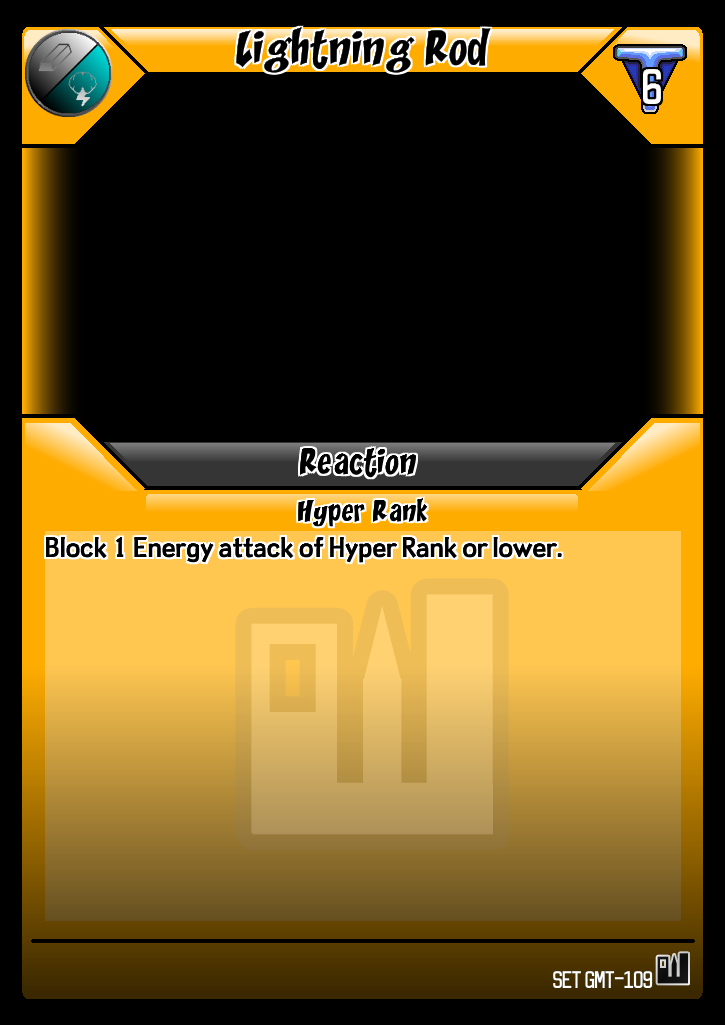 Lightning Rod
6
Reaction
Hyper Rank
Block 1 Energy attack of Hyper Rank or lower.
SET GMT-109